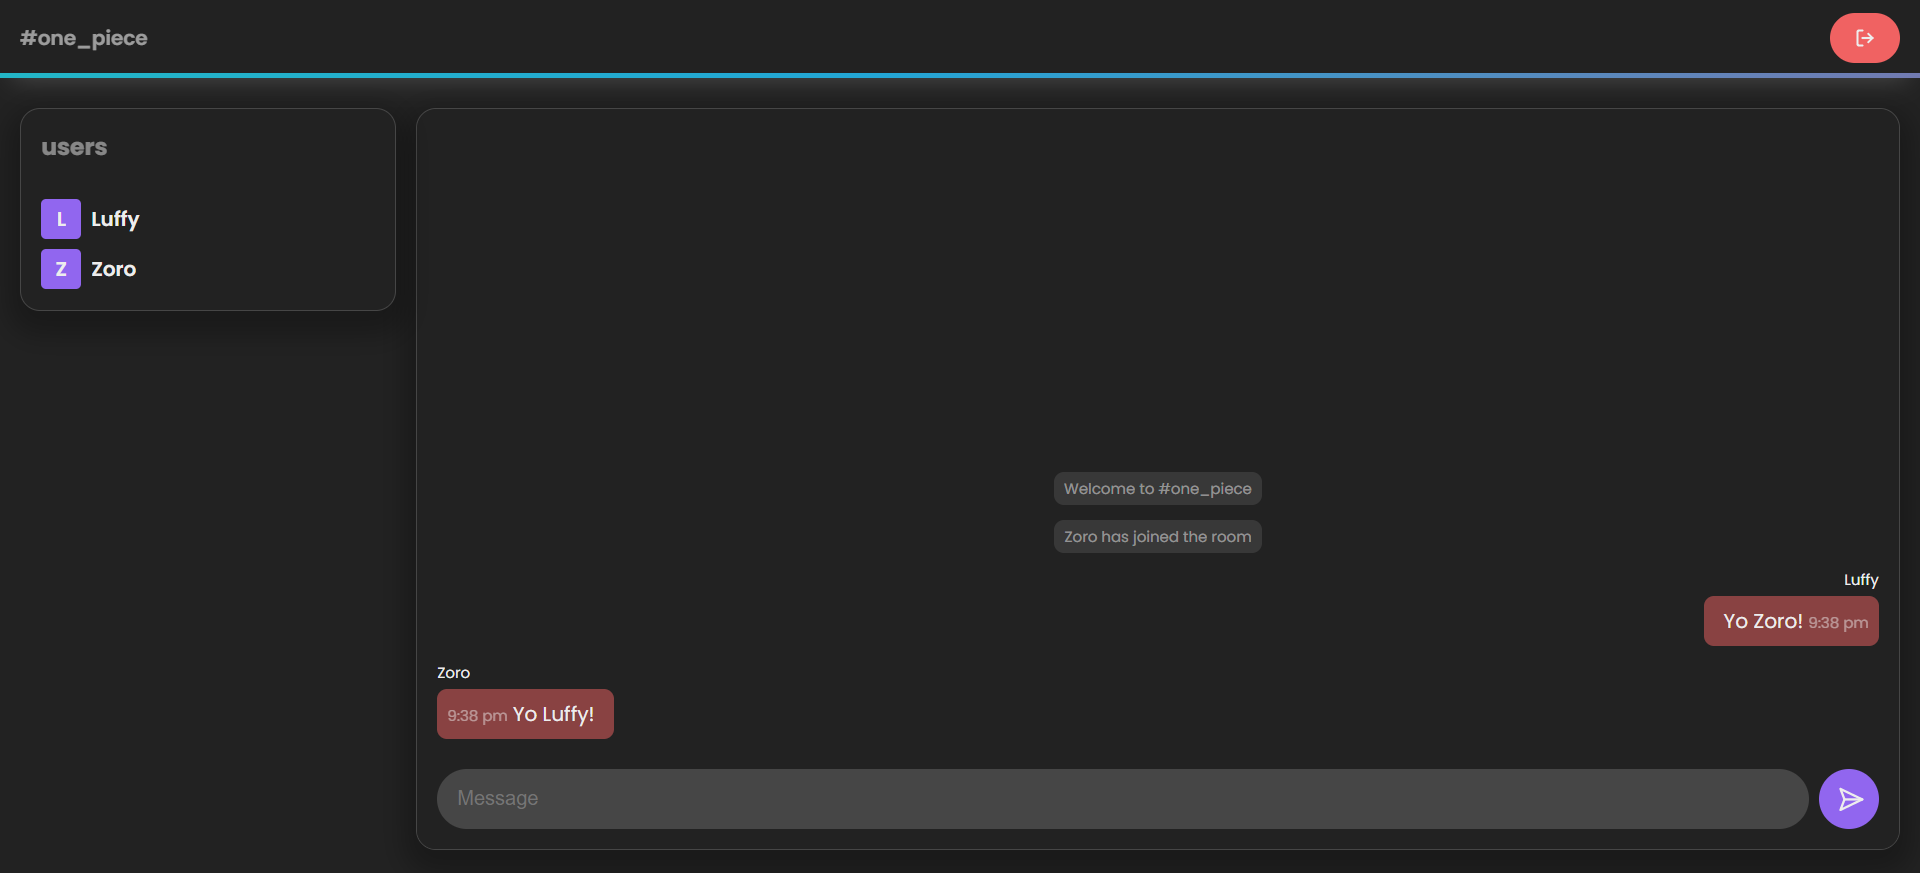 #one_piece
users
L Luffy
Z Zoro
Welcome to #one_piece
Zoro has joined the room
Luffy
Yo Zoro! 9:38 pm
Zoro
9:38 pm Yo Luffy!
Message